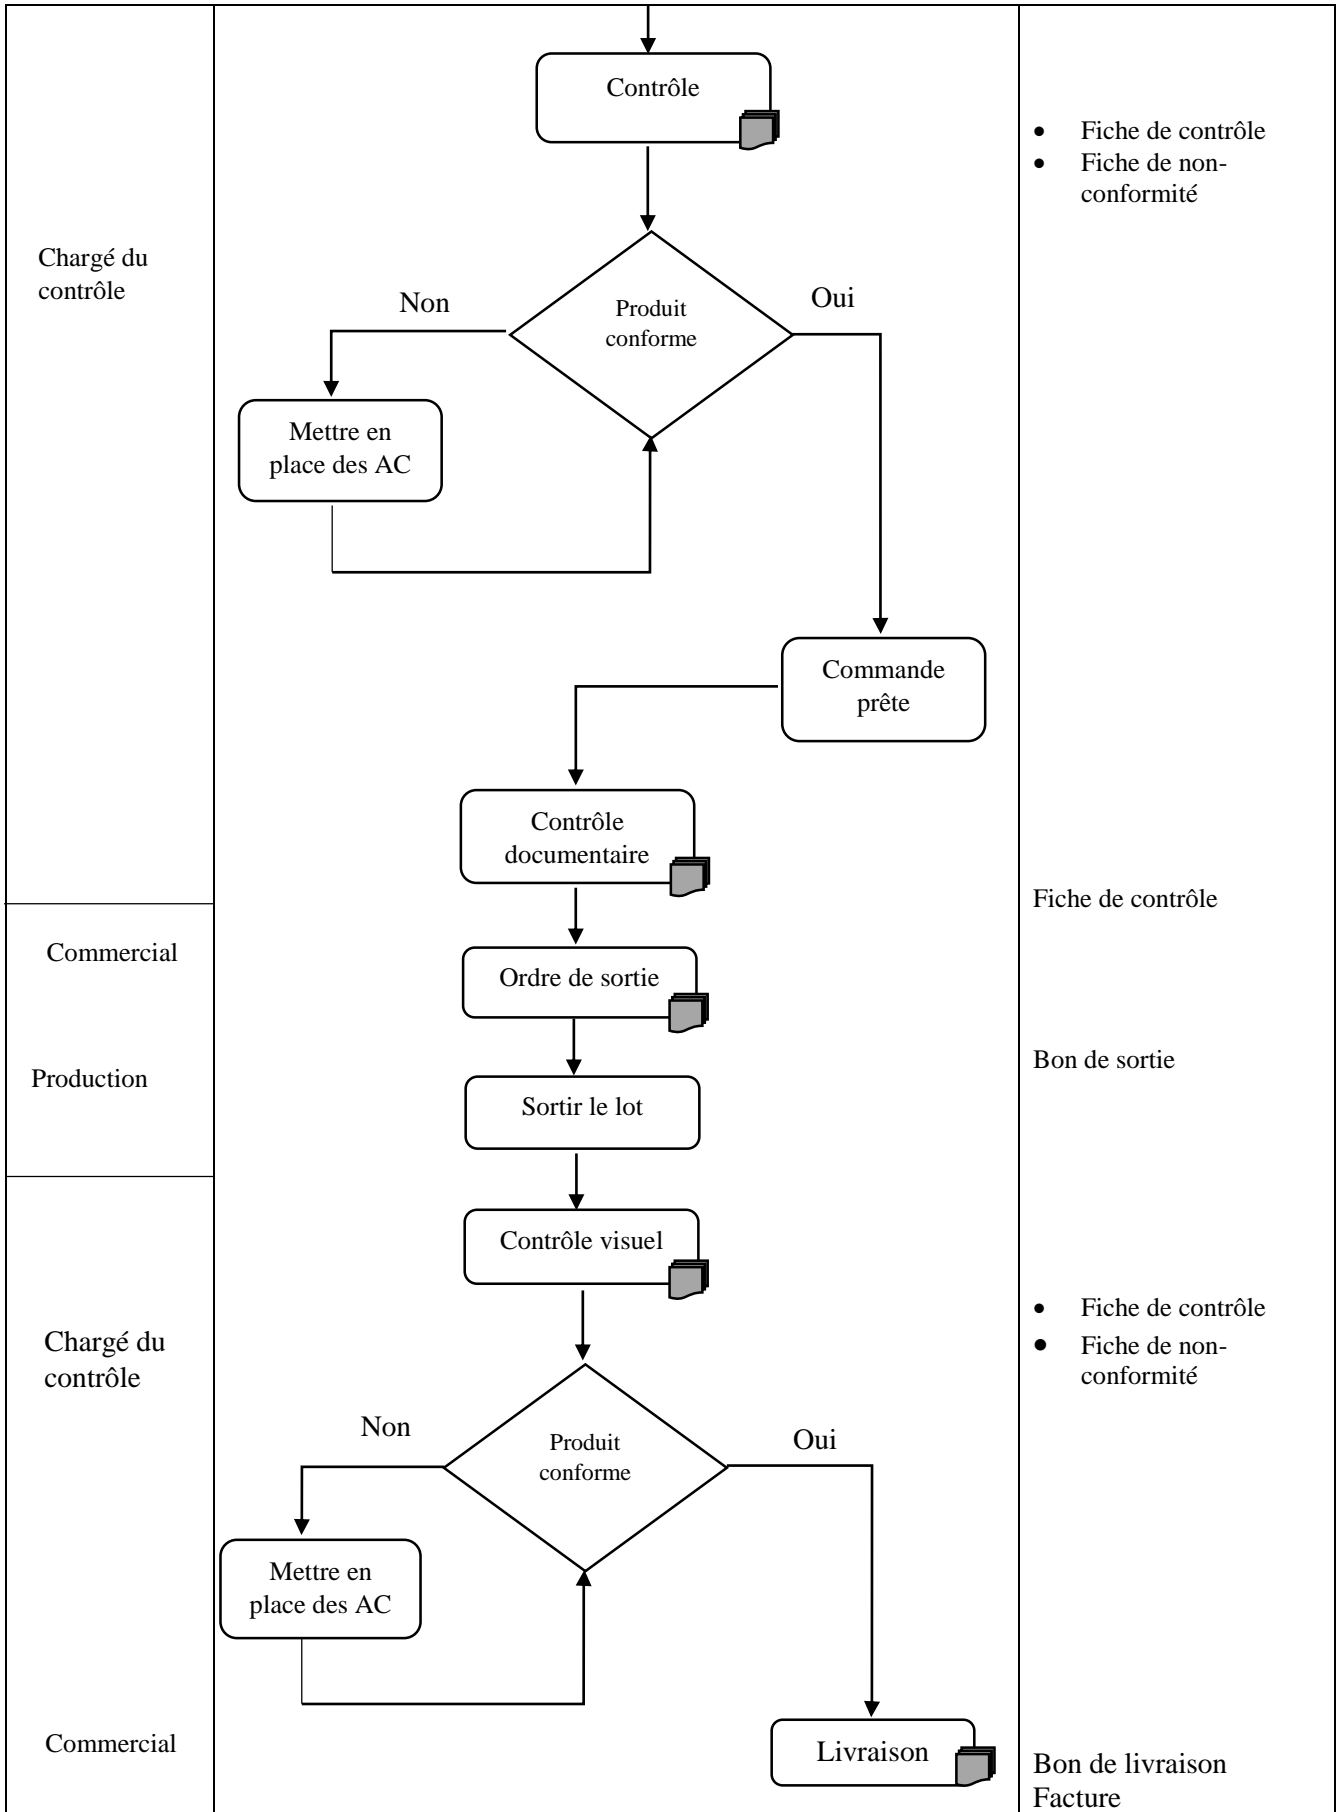 Contrôle
• Fiche de contrôle
• Fiche de non-
conformité
Chargé du
contrôle
Non
Oui
Produit
conforme
Mettre en
place des AC
Commande
prête
Contrôle
documentaire
Fiche de contrôle
Commercial
Ordre de sortie
Bon de sortie
Production
Sortir le lot
Contrôle visuel
• Fiche de contrôle
• Fiche de non-
conformité
Chargé du
contrôle
Non
Oui
Produit
conforme
Mettre en
place des AC
Commercial
Livraison
Bon de livraison
Facture